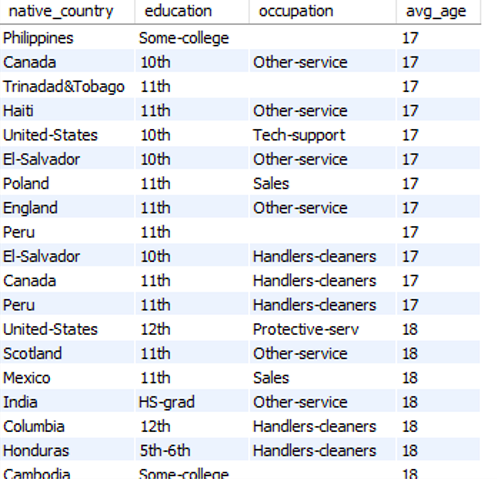 native_country education occupation avg_age
Philippines Some-college 17
Canada 10th Other-service 17
Trinadad&Tobago 11th 17
Haiti 11th Other-service 17
United-States 10th Tech-support 17
El-Salvador 10th Other-service 17
Poland 11th Sales 17
England 11th Other-service 17
Peru 11th 17
El-Salvador 10th Handlers-cleaners 17
Canada 11th Handlers-cleaners 17
Peru 11th Handlers-cleaners 17
United-States 12th Protective-serv 18
Scotland 11th Other-service 18
Mexico 11th Sales 18
India HS-grad Other-service 18
Columbia 12th Handlers-cleaners 18
Honduras 5th-6th Handlers-cleaners 18
Cambodia Some-college 18